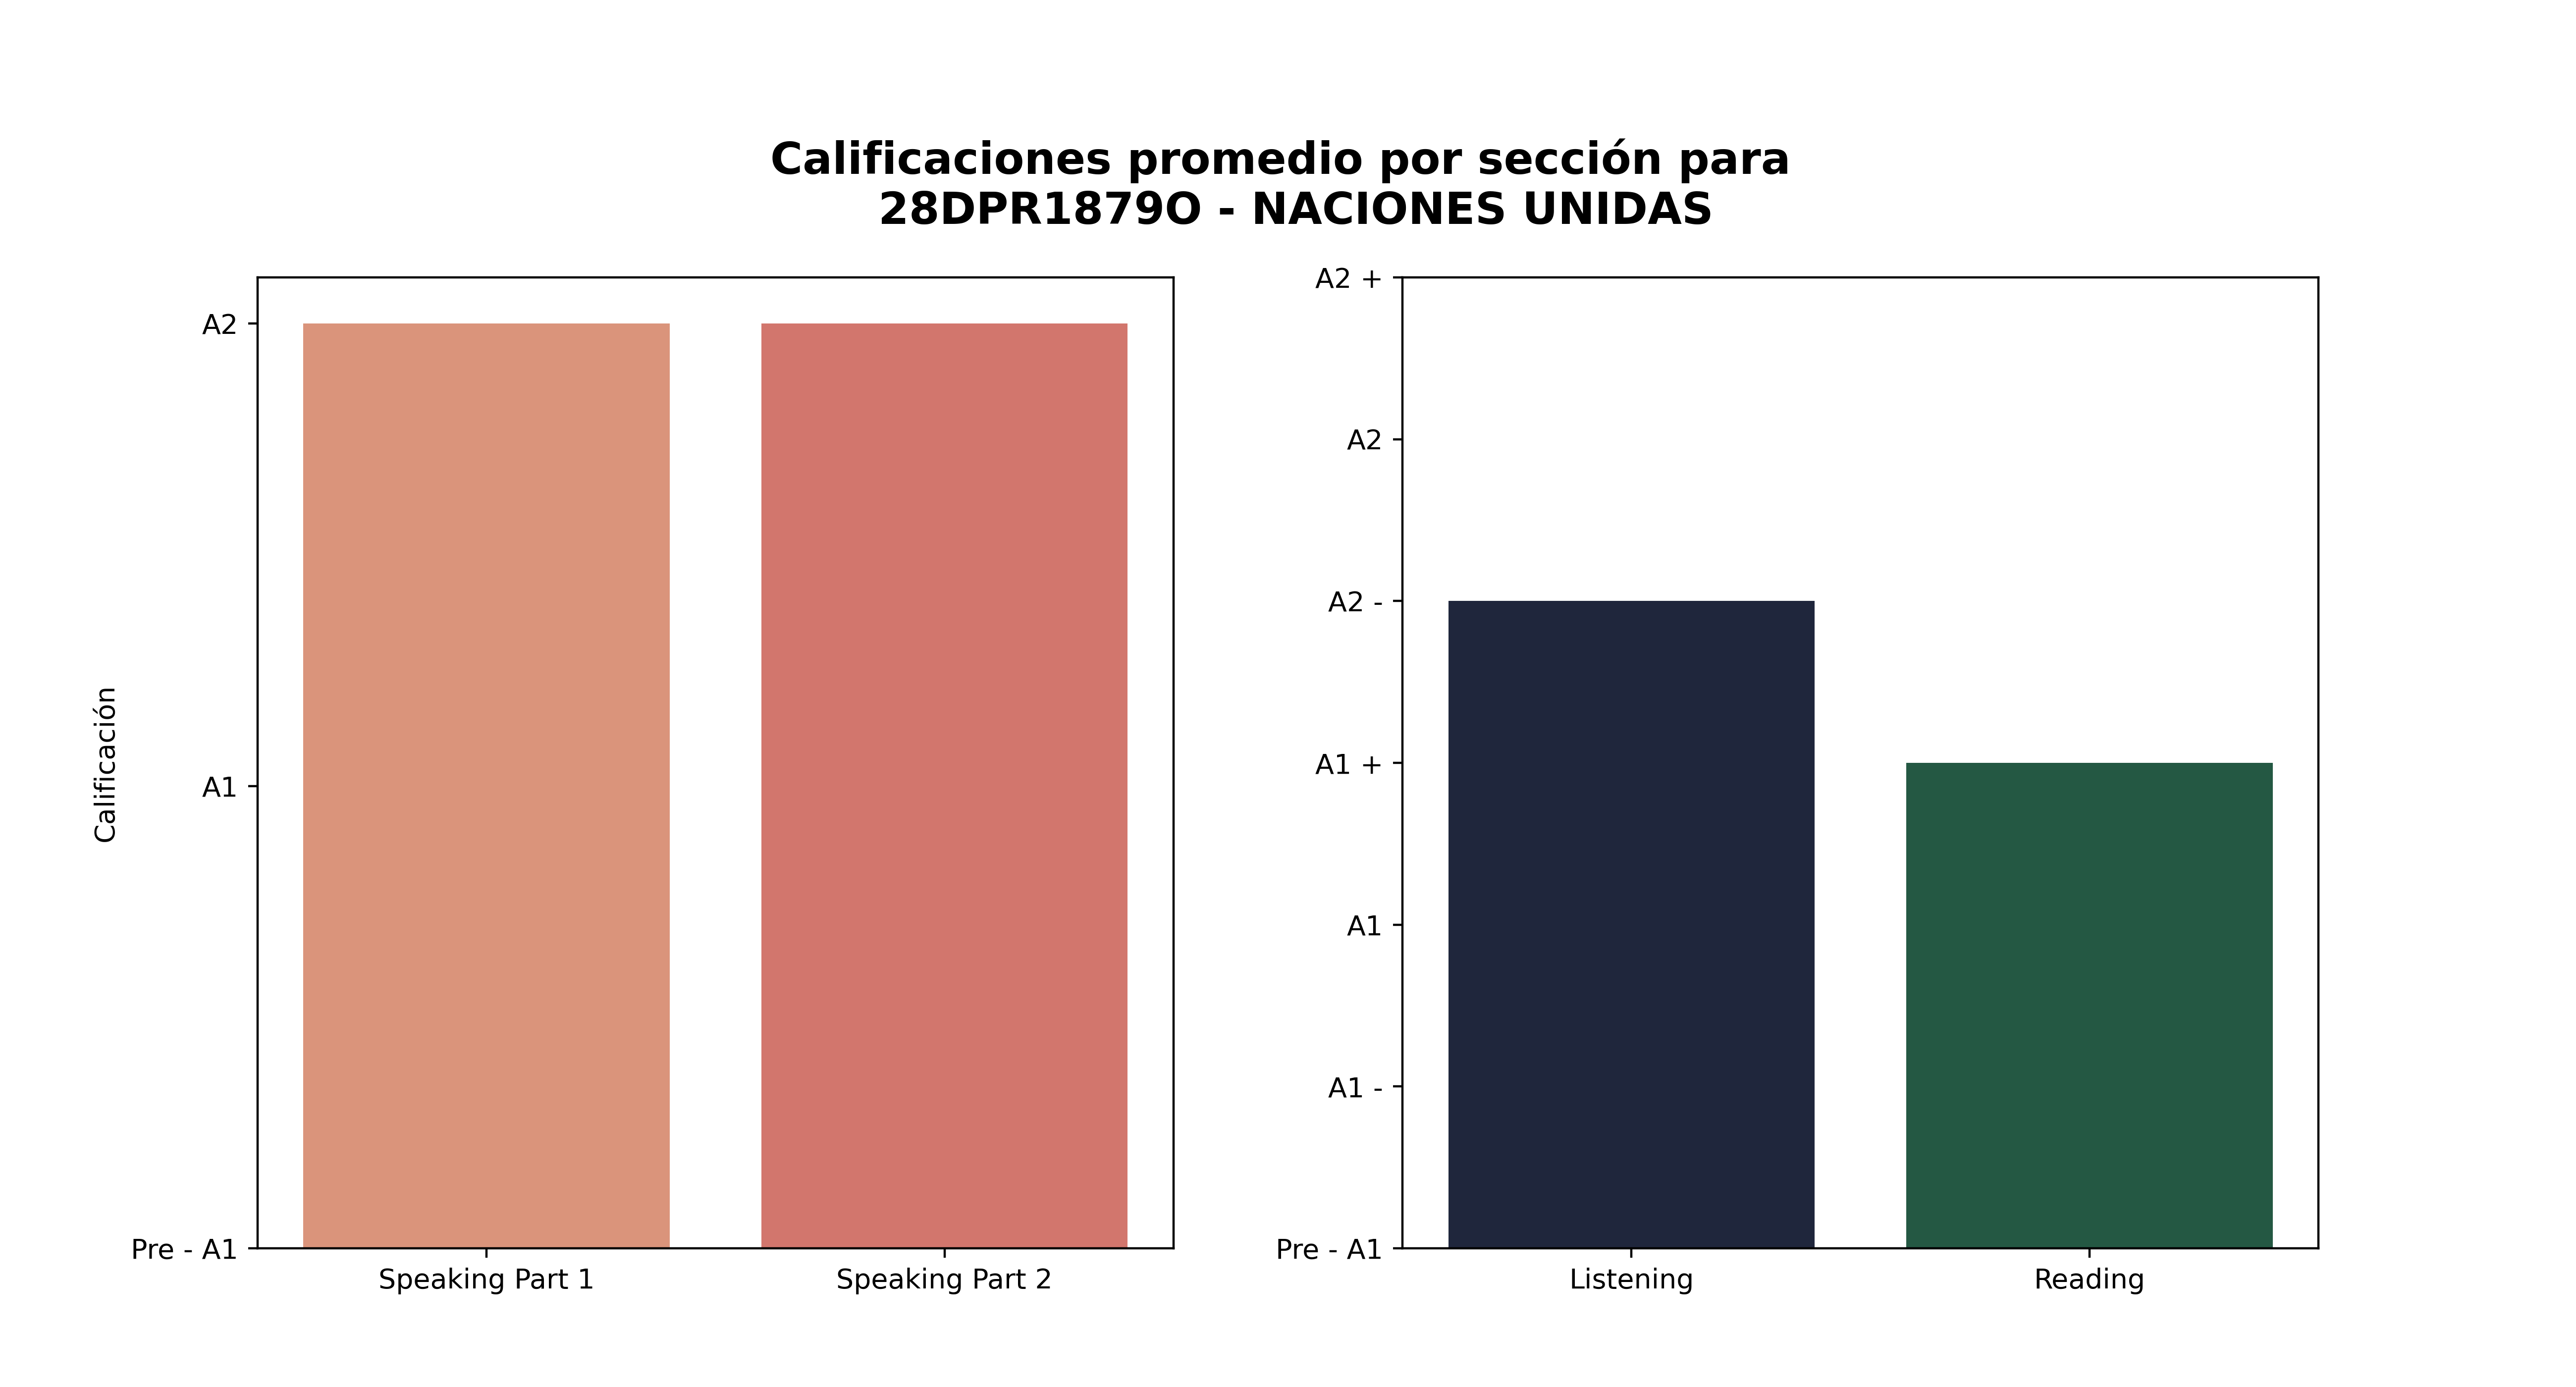 Calificaciones promedio por sección para
28DPR1879O - NACIONES UNIDAS
Calificación
A2
A1
Pre - A1
Speaking Part 1
Speaking Part 2
A2 +
A2
A2 -
A1 +
A1
A1 -
Pre - A1
Listening
Reading